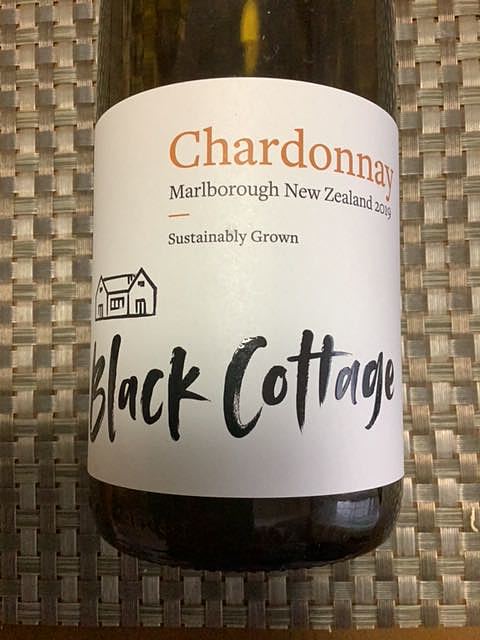 Chardonnay
Marlborough New Zealand 2019
Sustainably Grown
Black Cottage